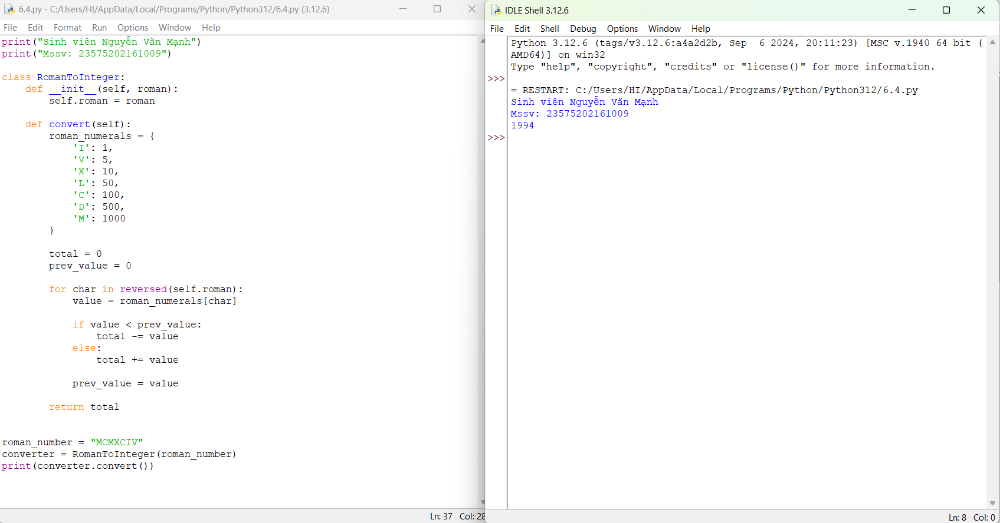 6.4.py - C:/Users/HI/AppData/Local/Programs/Python/Python312/6.4.py (3.12.6)
File Edit Format Run Options Window Help
print("Sinh viên Nguyễn Văn Mạnh")
print("Mssv: 23575202161009")
class RomanToInteger:
    def __init__(self, roman):
        self.roman = roman
    def convert(self):
        roman_numerals = {
            'I': 1,
            'V': 5,
            'X': 10,
            'L': 50,
            'C': 100,
            'D': 500,
            'M': 1000
        }
        total = 0
        prev_value = 0
        for char in reversed(self.roman):
            value = roman_numerals[char]
            if value < prev_value:
                total -= value
            else:
                total += value
            prev_value = value
        return total
roman_number = "MCMXCIV"
converter = RomanToInteger(roman_number)
print(converter.convert())
Ln: 37 Col: 28
IDLE Shell 3.12.6
File Edit Shell Debug Options Window Help
Python 3.12.6 (tags/v3.12.6:a4a2d2b, Sep  6 2024, 20:11:23) [MSC v.1940 64 bit (
AMD64)] on win32
Type "help", "copyright", "credits" or "license()" for more information.
>>>
= RESTART: C:/Users/HI/AppData/Local/Programs/Python/Python312/6.4.py
Sinh viên Nguyễn Văn Mạnh
Mssv: 23575202161009
1994
>>>
Ln: 8 Col: 0